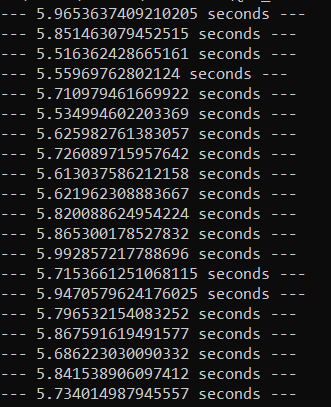 --- 5.9653637409210205 seconds ---
--- 5.851463079452515 seconds ---
--- 5.516362428665161 seconds ---
--- 5.55969762802124 seconds ---
--- 5.710979461669922 seconds ---
--- 5.534994602203369 seconds ---
--- 5.625982761383057 seconds ---
--- 5.726089715957642 seconds ---
--- 5.613037586212158 seconds ---
--- 5.621962308883667 seconds ---
--- 5.820088624954224 seconds ---
--- 5.865300178527832 seconds ---
--- 5.992857217788696 seconds ---
--- 5.7153661251068115 seconds ---
--- 5.9470579624176025 seconds ---
--- 5.796532154083252 seconds ---
--- 5.867591619491577 seconds ---
--- 5.686223030090332 seconds ---
--- 5.841538906097412 seconds ---
--- 5.734014987945557 seconds ---